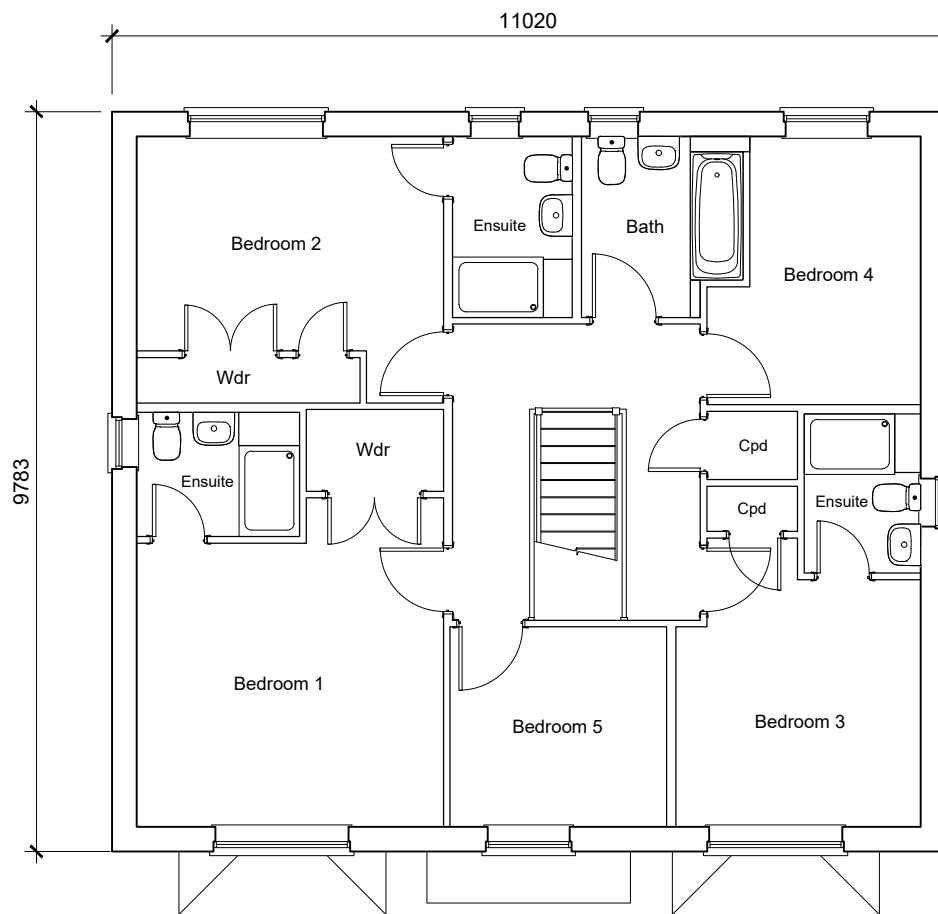 11020
9783
Bedroom 2
Ensuite
Bath
Bedroom 4
Wdr
Wdr
Ensuite
Cpd
Cpd
Ensuite
Bedroom 1
Bedroom 5
Bedroom 3